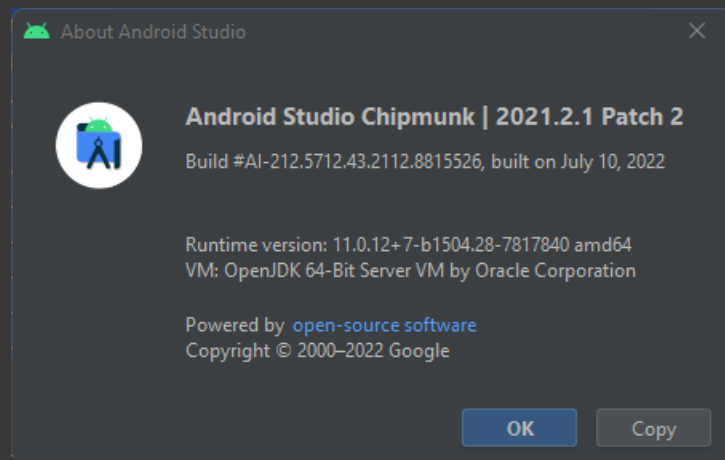 About Android Studio
Android Studio Chipmunk | 2021.2.1 Patch 2
Build #AI-212.5712.43.2112.8815526, built on July 10, 2022
Runtime version: 11.0.12+7-b1504.28-7817840 amd64
VM: OpenJDK 64-Bit Server VM by Oracle Corporation
Powered by open-source software
Copyright © 2000–2022 Google
OK
Copy